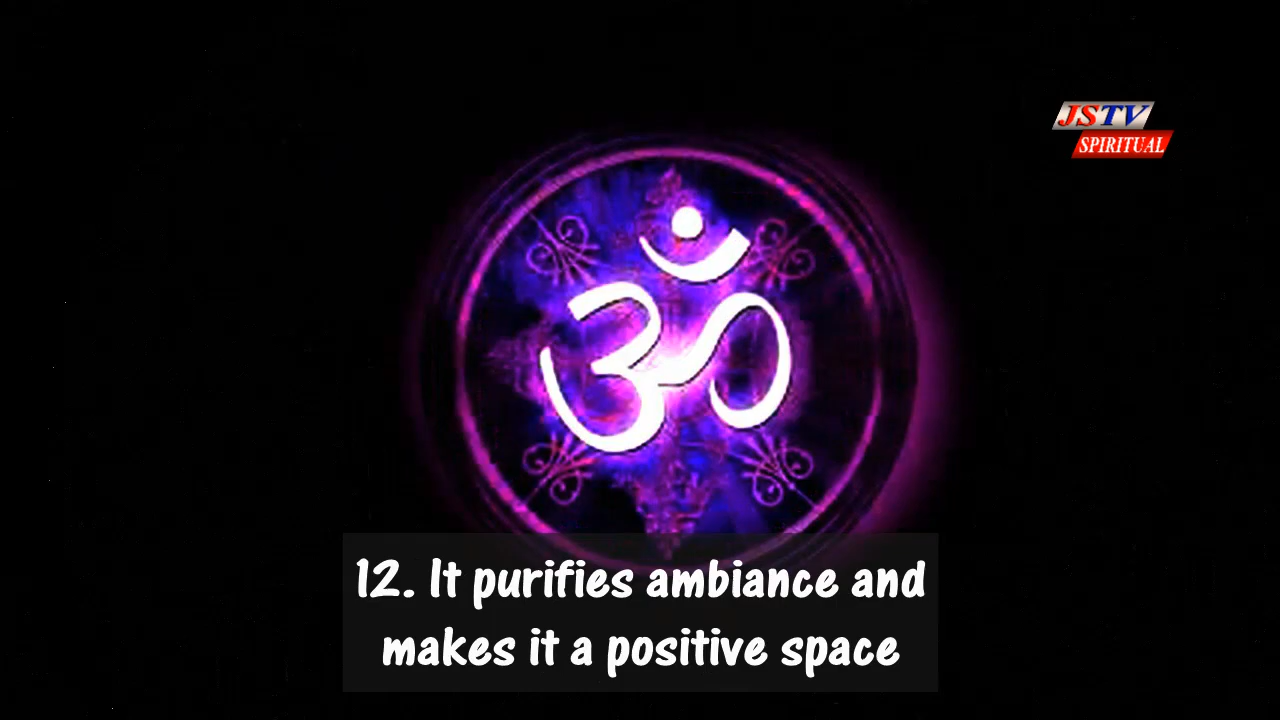 JSTV
SPIRITUAL
ॐ
12. It purifies ambiance and
makes it a positive space